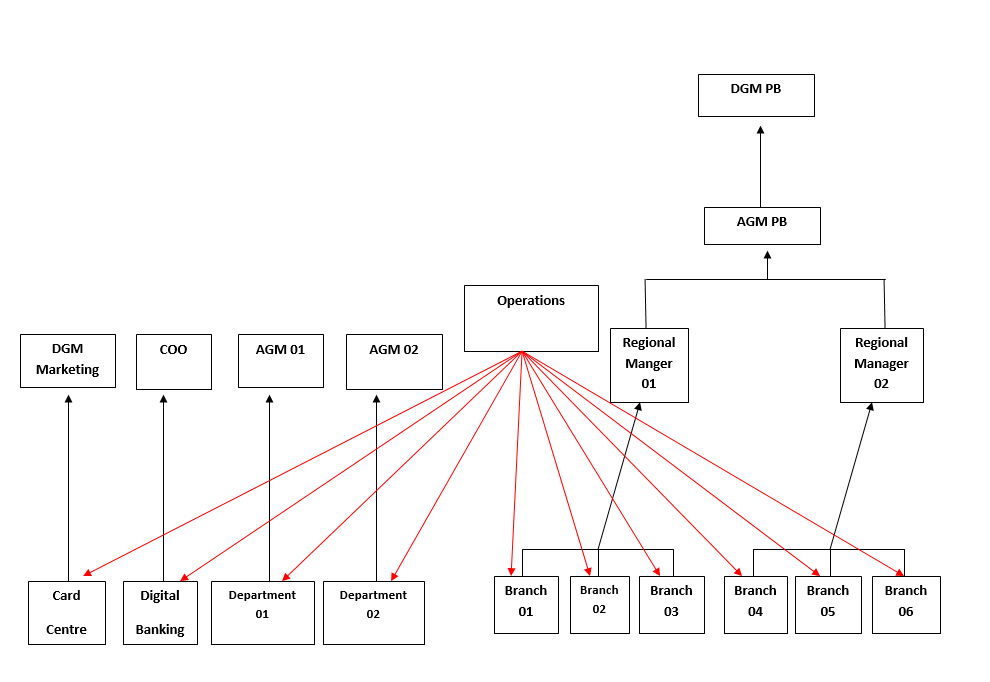 DGM PB
AGM PB
Operations
DGM
Marketing
COO
AGM 01
AGM 02
Regional
Manger
01
Regional
Manager
02
Card
Centre
Digital
Banking
Department
01
Department
02
Branch
01
Branch
02
Branch
03
Branch
04
Branch
05
Branch
06